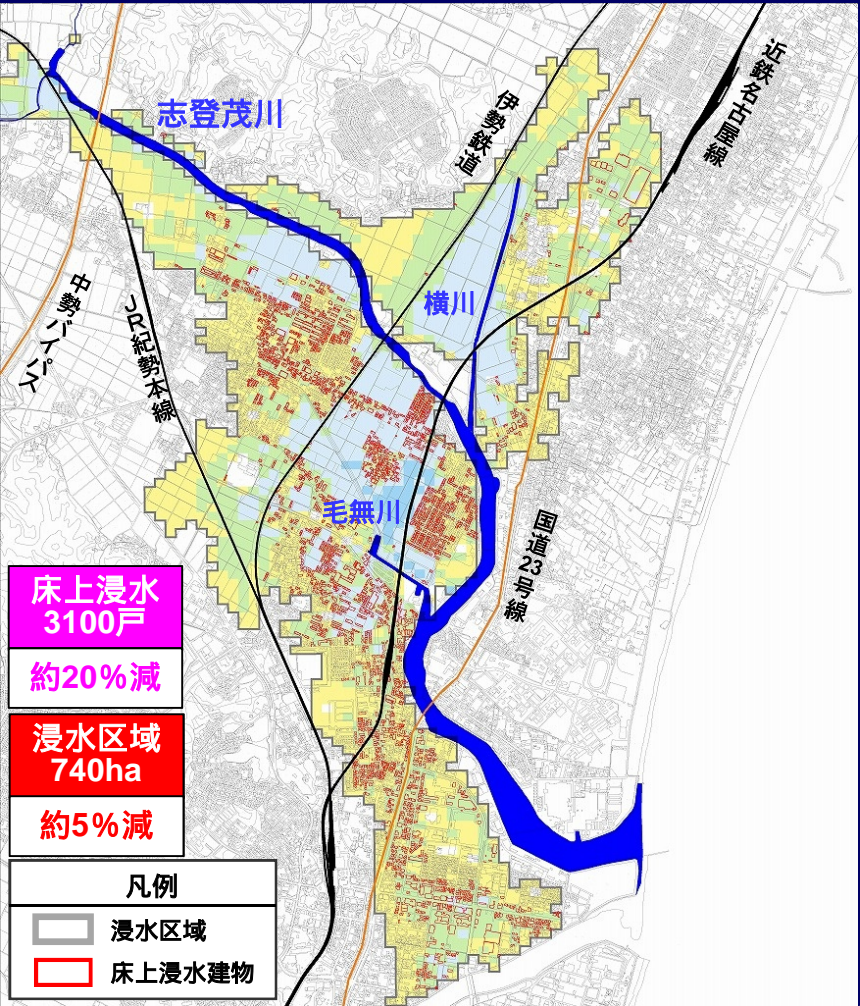 志登茂川
伊勢鉄道
近鉄名古屋線
中勢バイパス
JR紀勢本線
横川
毛無川
国道23号線
床上浸水
3100戸
約20%減
浸水区域
740ha
約5%減
凡例
浸水区域
床上浸水建物